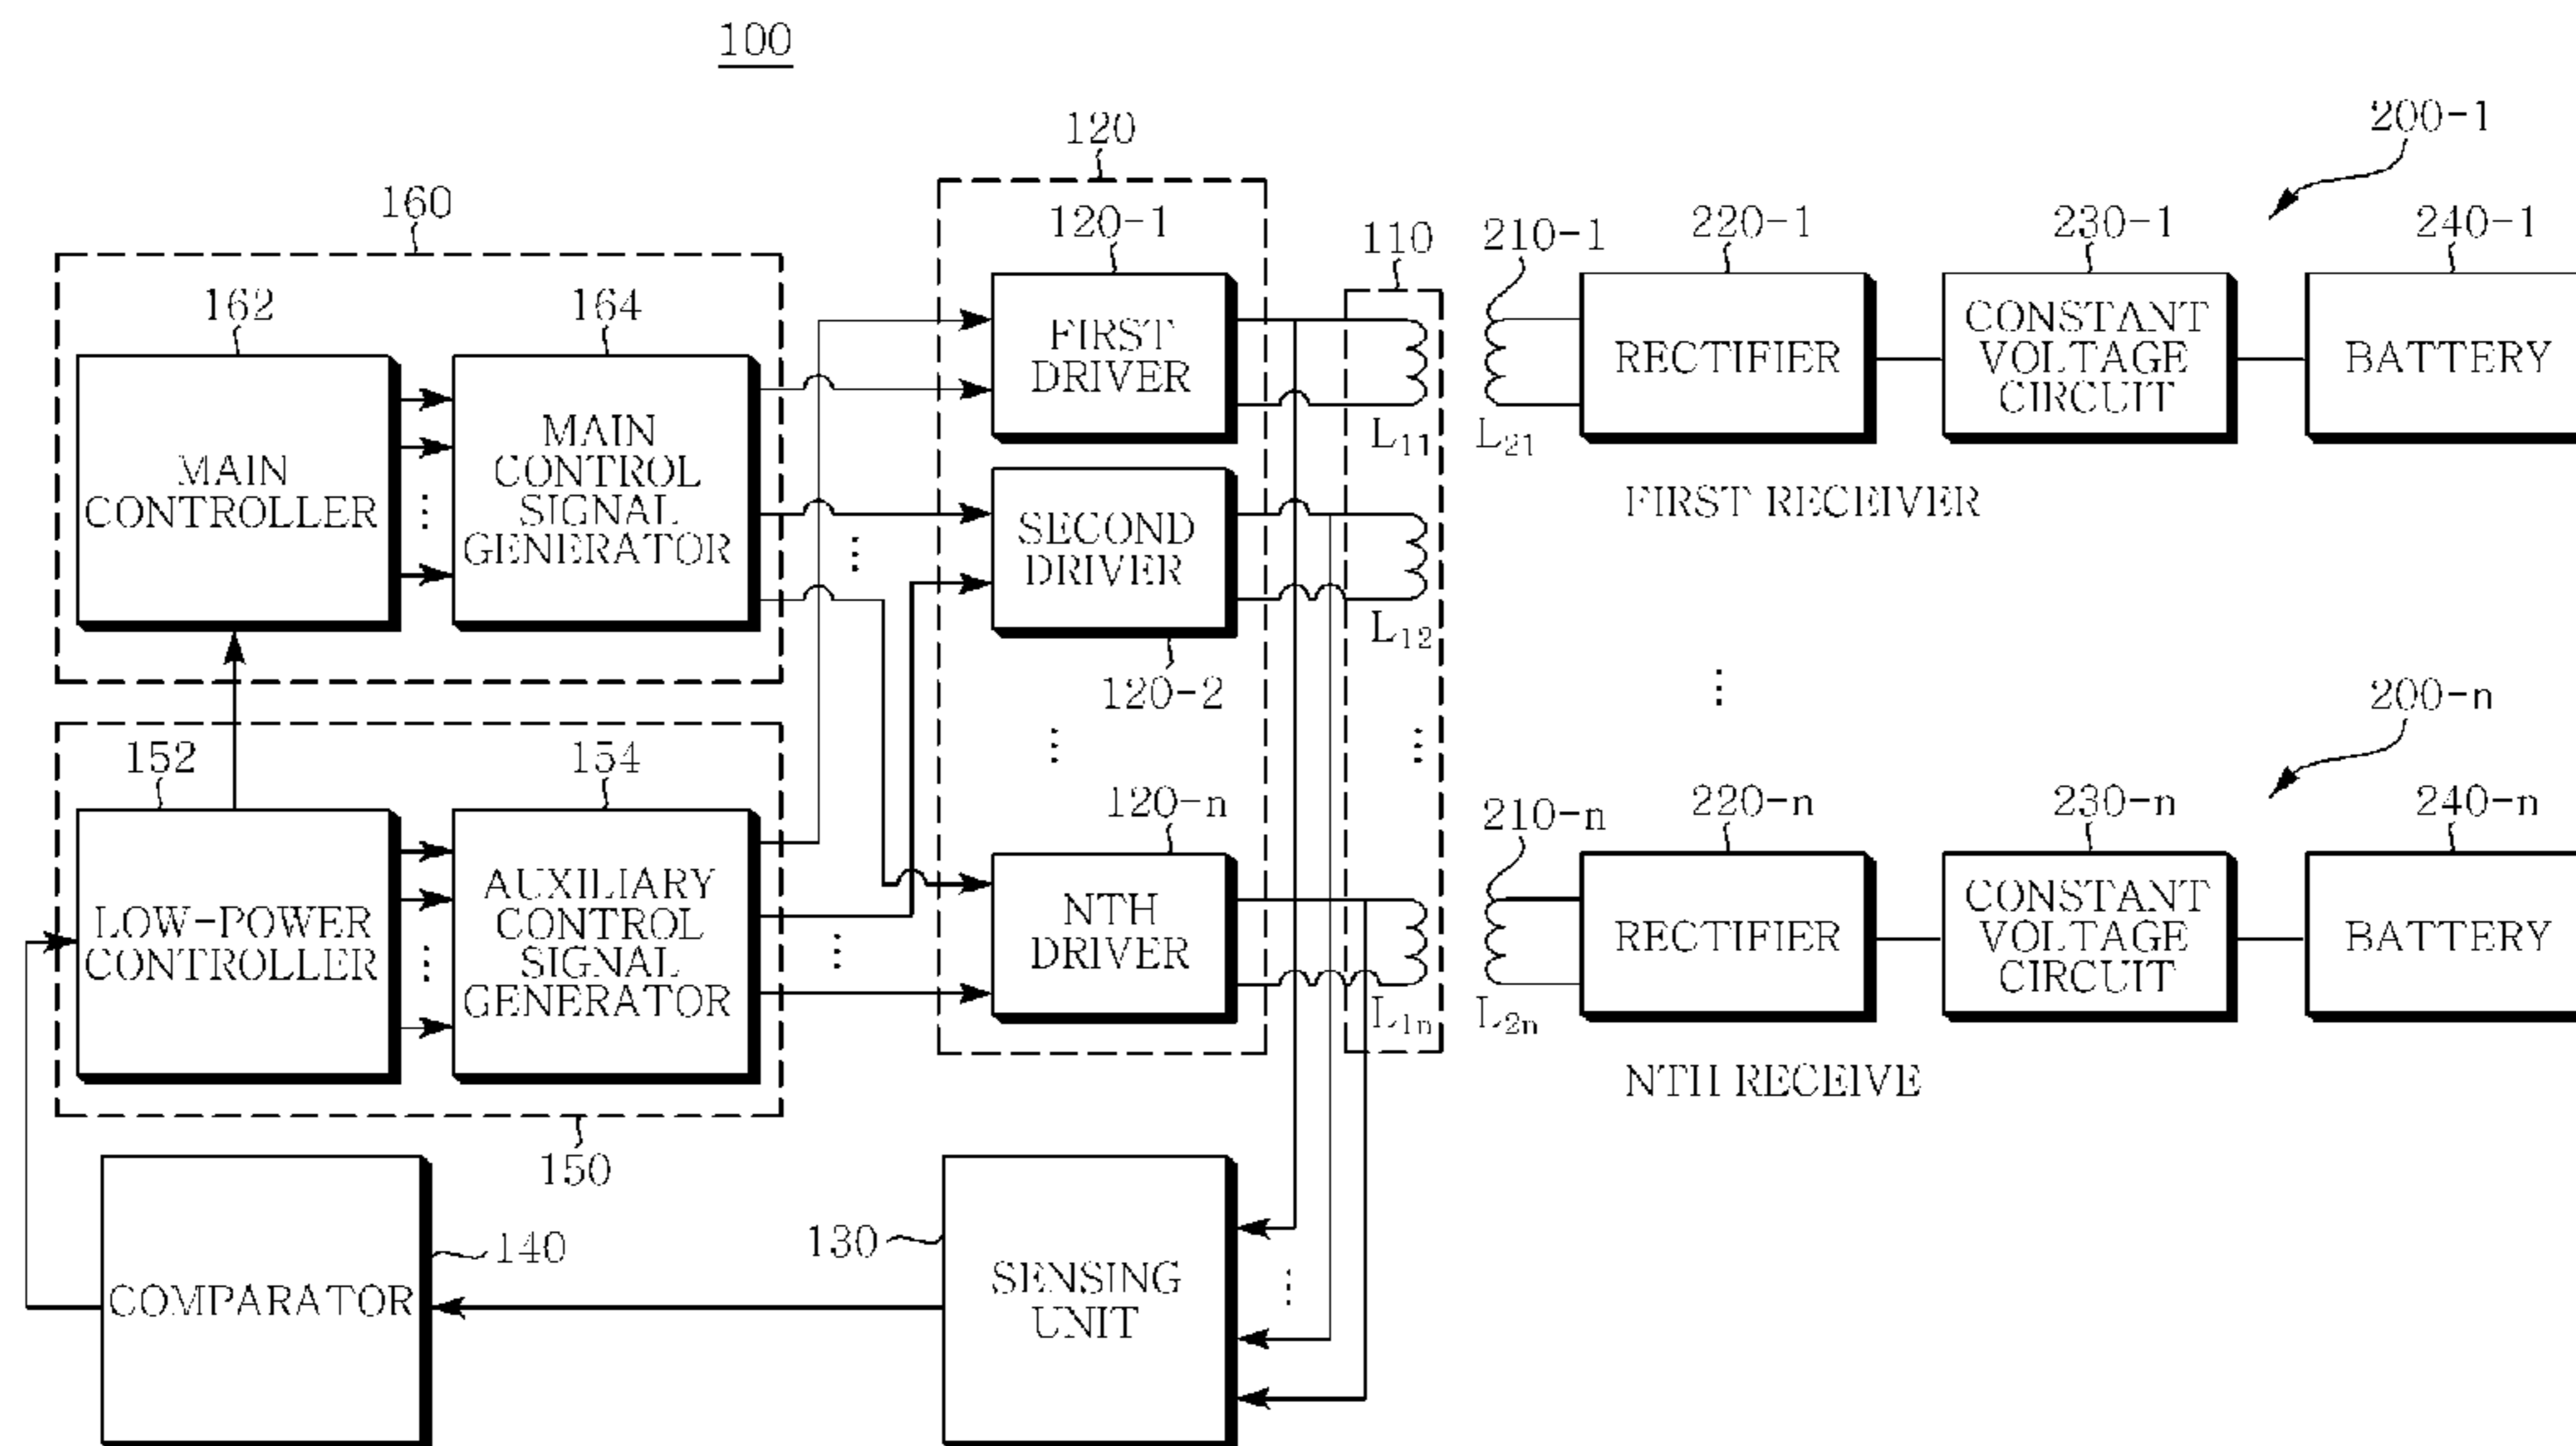 100
200-1
120
160
120-1
110
210-1
220-1
230-1
240-1
162
164
FIRST
DRIVER
RECTIFIER
CONSTANT
VOLTAGE
CIRCUIT
BATTERY
MAIN
CONTROLLER
MAIN
CONTROL
SIGNAL
GENERATOR
L11
L21
FIRST RECEIVER
SECOND
DRIVER
L12
120-2
200-n
152
154
120-n
210-n
220-n
230-n
240-n
LOW-POWER
CONTROLLER
AUXILIARY
CONTROL
SIGNAL
GENERATOR
NTH
DRIVER
RECTIFIER
CONSTANT
VOLTAGE
CIRCUIT
BATTERY
L1n
L2n
NTH RECEIVE
150
140
130
COMPARATOR
SENSING
UNIT